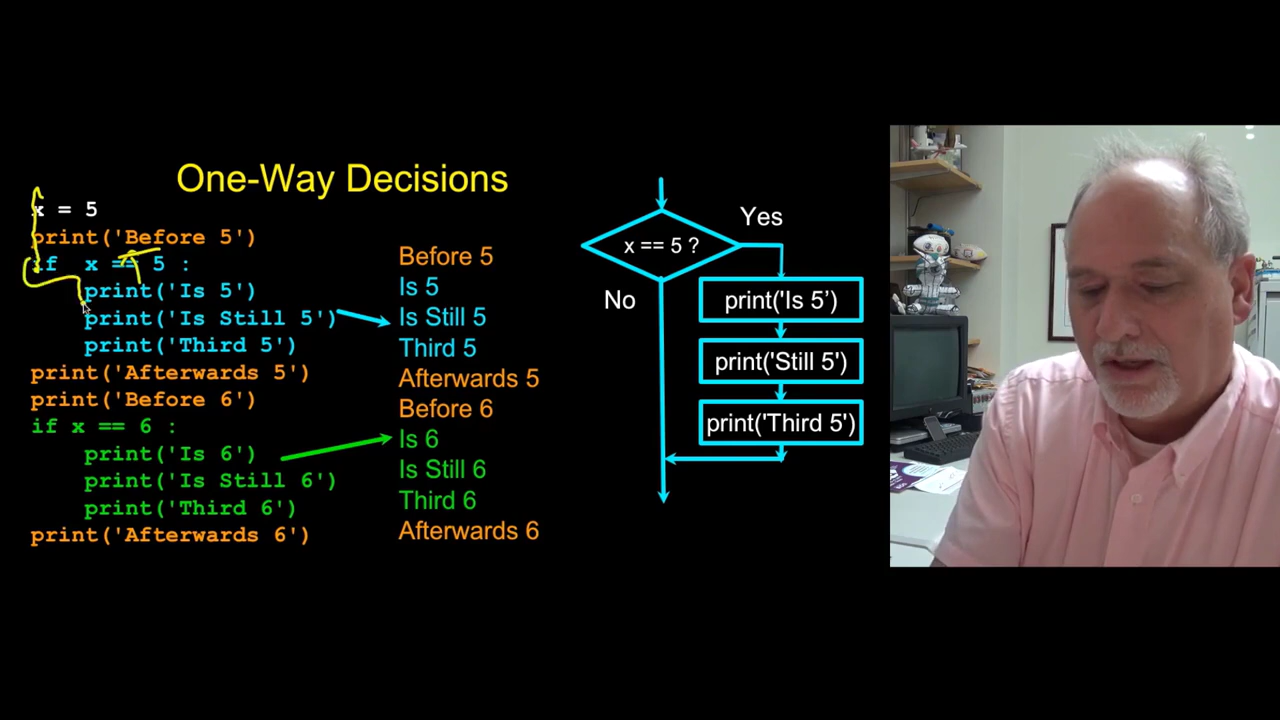 One-Way Decisions
x = 5
print('Before 5')
if  x == 5 :
    print('Is 5')
    print('Is Still 5')
    print('Third 5')
print('Afterwards 5')
print('Before 6')
if x == 6 :
    print('Is 6')
    print('Is Still 6')
    print('Third 6')
print('Afterwards 6')
Before 5
Is 5
Is Still 5
Third 5
Afterwards 5
Before 6
Is 6
Is Still 6
Third 6
Afterwards 6
x == 5 ?
Yes
No
print('Is 5’)
print('Still 5')
print('Third 5')